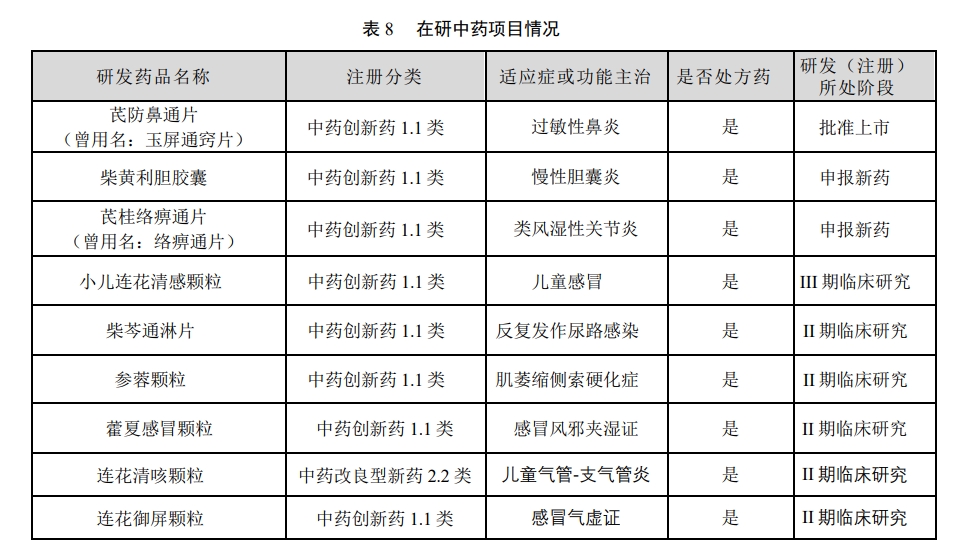 表 8 在研中药项目情况
研发药品名称 注册分类 适应症或功能主治 是否处方药 研发（注册）所处阶段
芪防鼻通片
（曾用名：玉屏通窍片） 中药创新药 1.1 类 过敏性鼻炎 是 批准上市
柴黄利胆胶囊 中药创新药 1.1 类 慢性胆囊炎 是 申报新药
芪桂络痹通片
（曾用名：络痹通片） 中药创新药 1.1 类 类风湿性关节炎 是 申报新药
小儿连花清感颗粒 中药创新药 1.1 类 儿童感冒 是 III 期临床研究
柴芩通淋片 中药创新药 1.1 类 反复发作尿路感染 是 II 期临床研究
参蓉颗粒 中药创新药 1.1 类 肌萎缩侧索硬化症 是 II 期临床研究
藿夏感冒颗粒 中药创新药 1.1 类 感冒风邪夹湿证 是 II 期临床研究
连花清咳颗粒 中药改良型新药 2.2 类 儿童气管-支气管炎 是 II 期临床研究
连花御屏颗粒 中药创新药 1.1 类 感冒气虚证 是 II 期临床研究